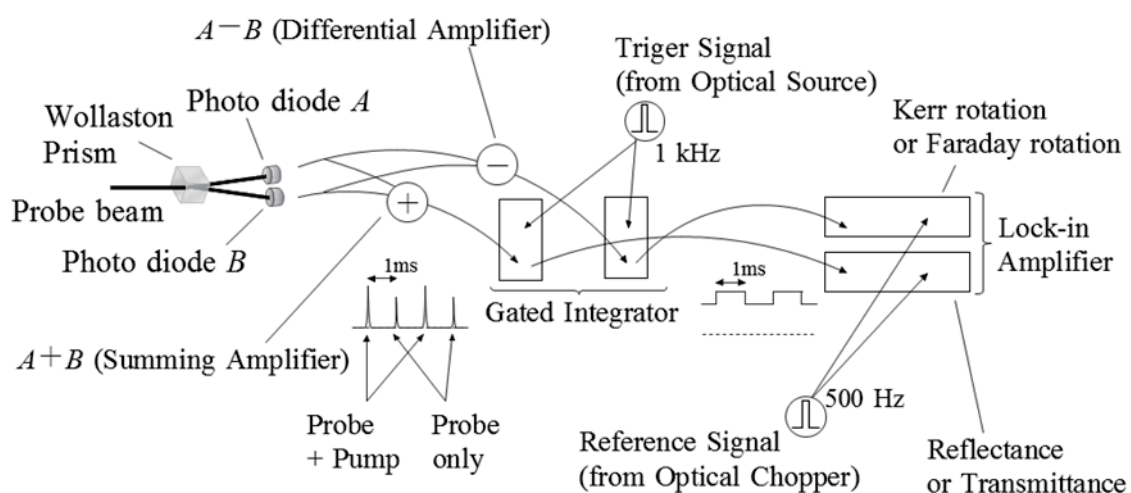 A−B (Differential Amplifier)
Photo diode A
Wollaston
Prism
Probe beam
Photo diode B
A+B (Summing Amplifier)
Triger Signal
(from Optical Source)
1 kHz
Kerr rotation
or Faraday rotation
Lock-in
Amplifier
1ms
Gated Integrator
1ms
Probe
+ Pump
Probe
only
500 Hz
Reference Signal
(from Optical Chopper)
Reflectance
or Transmittance
−
+